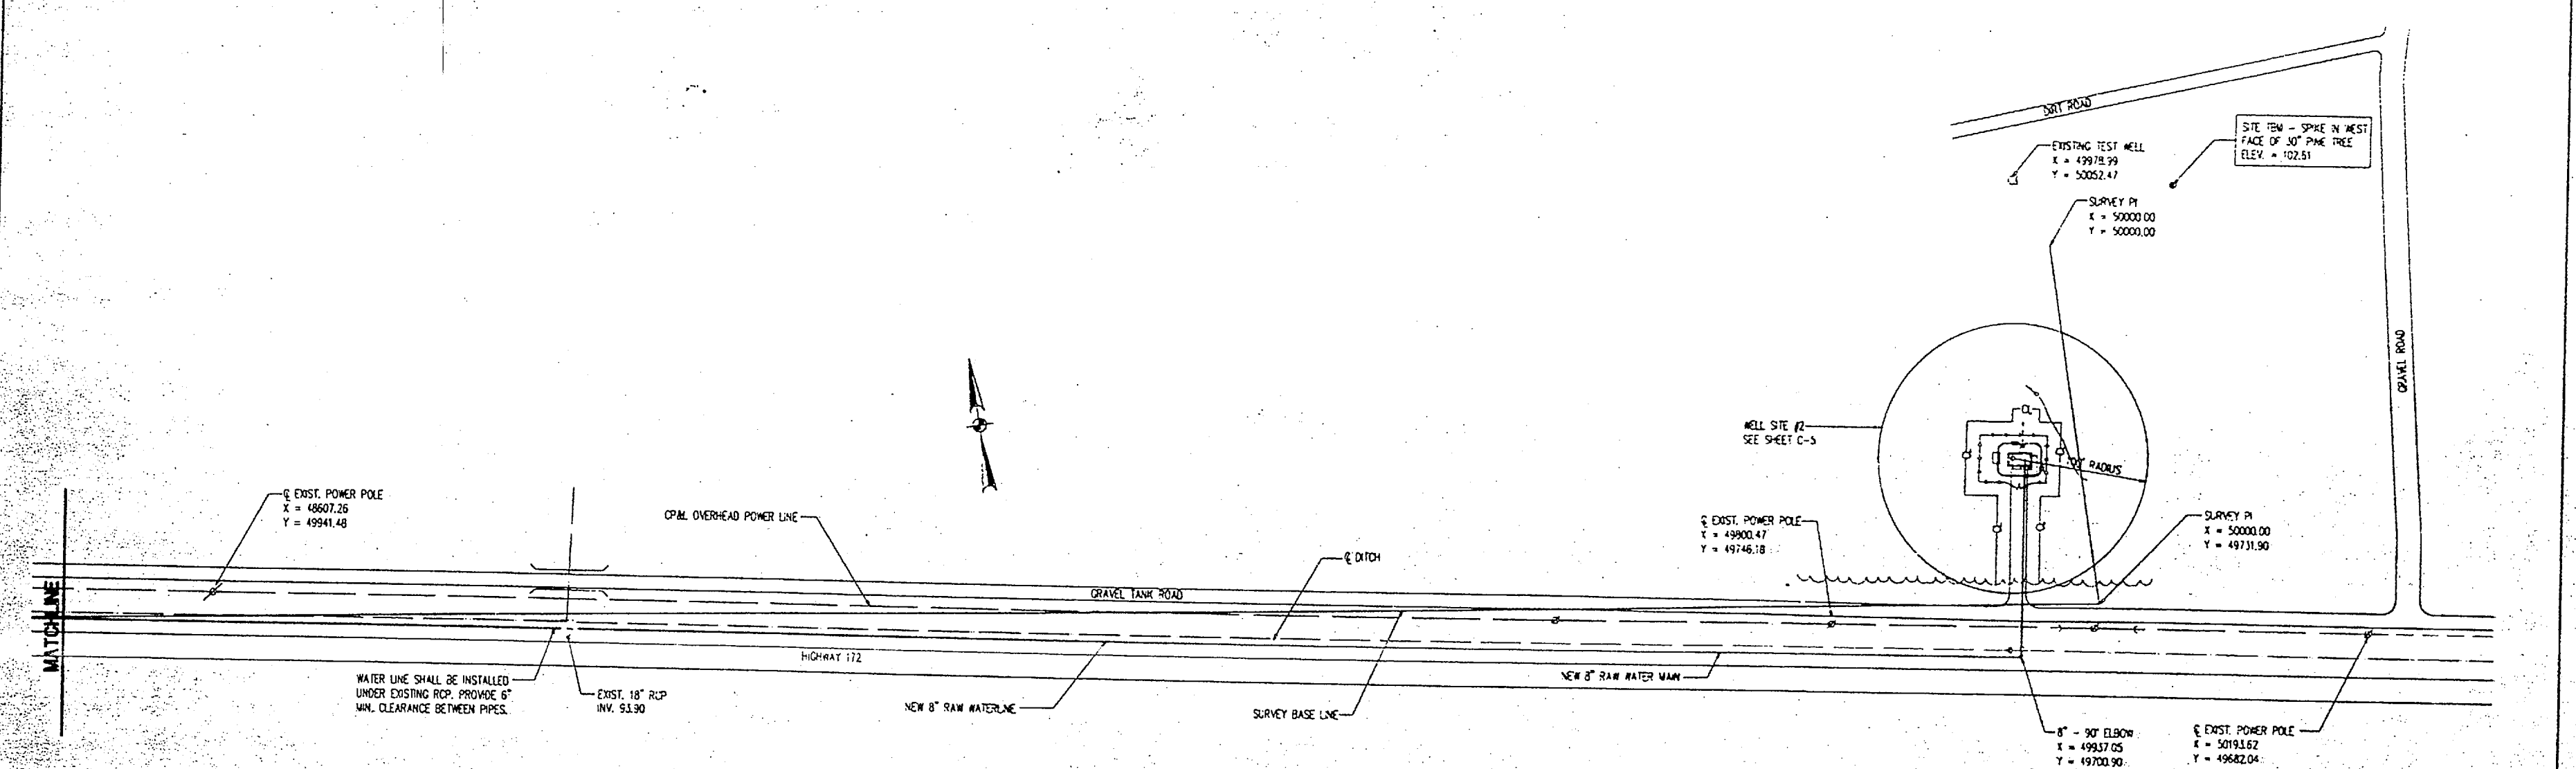 DIRT ROAD
SITE TBM - SPIKE IN WEST
FACE OF 30" PINE TREE
ELEV. = 102.51
EXISTING TEST WELL
X = 49978.99
Y = 50052.47
SURVEY PI
X = 50000.00
Y = 50000.00
GRAVEL ROAD
WELL SITE #2
SEE SHEET C-5
RADIUS
℄ EXIST. POWER POLE
X = 48607.26
Y = 49941.48
CP&L OVERHEAD POWER LINE
℄ EXIST. POWER POLE
X = 49800.47
Y = 49746.18
SURVEY PI
X = 50000.00
Y = 49731.90
℄ DITCH
GRAVEL TANK ROAD
MATCHLINE
HIGHWAY 172
WATER LINE SHALL BE INSTALLED
UNDER EXISTING RCP. PROVIDE 6"
MIN. CLEARANCE BETWEEN PIPES.
EXIST. 18" RCP
INV. 93.90
NEW 8" RAW WATERLINE
SURVEY BASE LINE
NEW 8" RAW WATER MAIN
8" - 90° ELBOW
X = 49937.05
Y = 49700.90
℄ EXIST. POWER POLE
X = 50193.62
Y = 49682.04